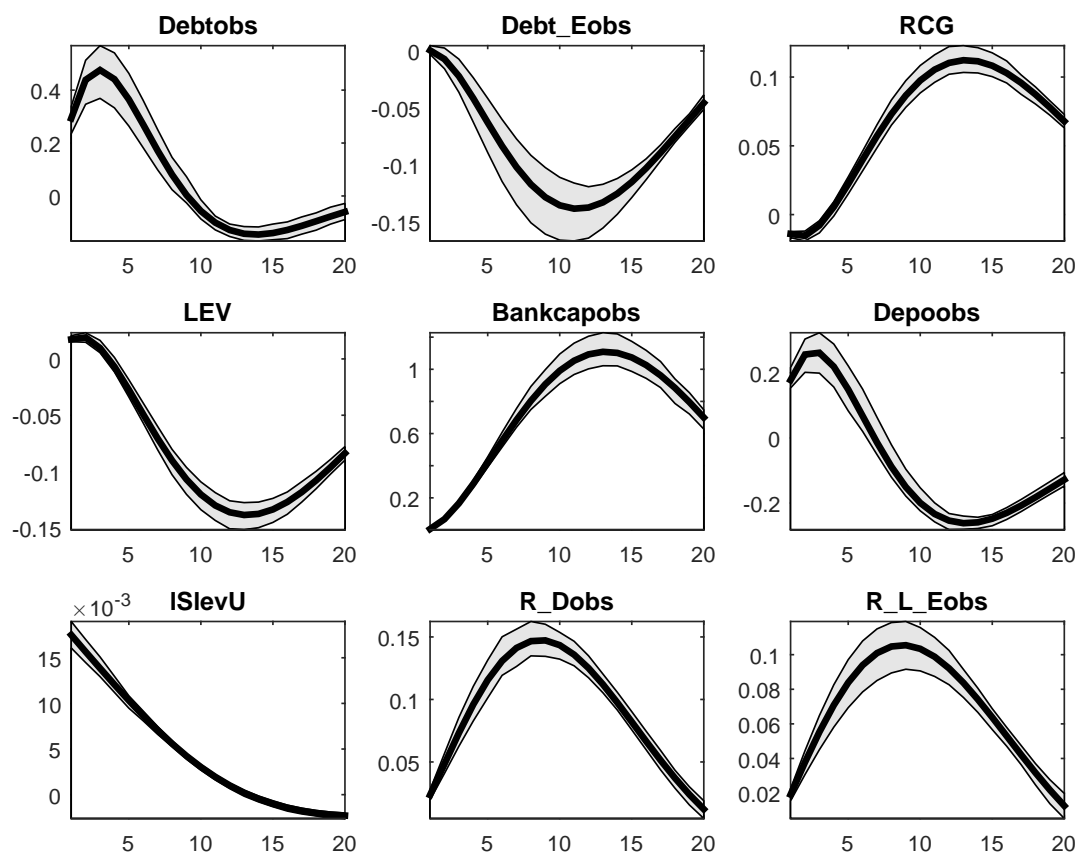 Debtobs Debt_Eobs RCG
0.4 0 0.1
0.2 -0.05 0.05
0 -0.1 0
-0.15
5 10 15 20 5 10 15 20 5 10 15 20
LEV Bankcapobs Depoobs
0 1 0.2
-0.05 0.6 0
-0.1 0.2 -0.2
-0.15
5 10 15 20 5 10 15 20 5 10 15 20
ISlevU R_Dobs R_L_Eobs
×10-3
15 0.15 0.1
10 0.1 0.08
5 0.05 0.06
0 0.04
0.02
5 10 15 20 5 10 15 20 5 10 15 20